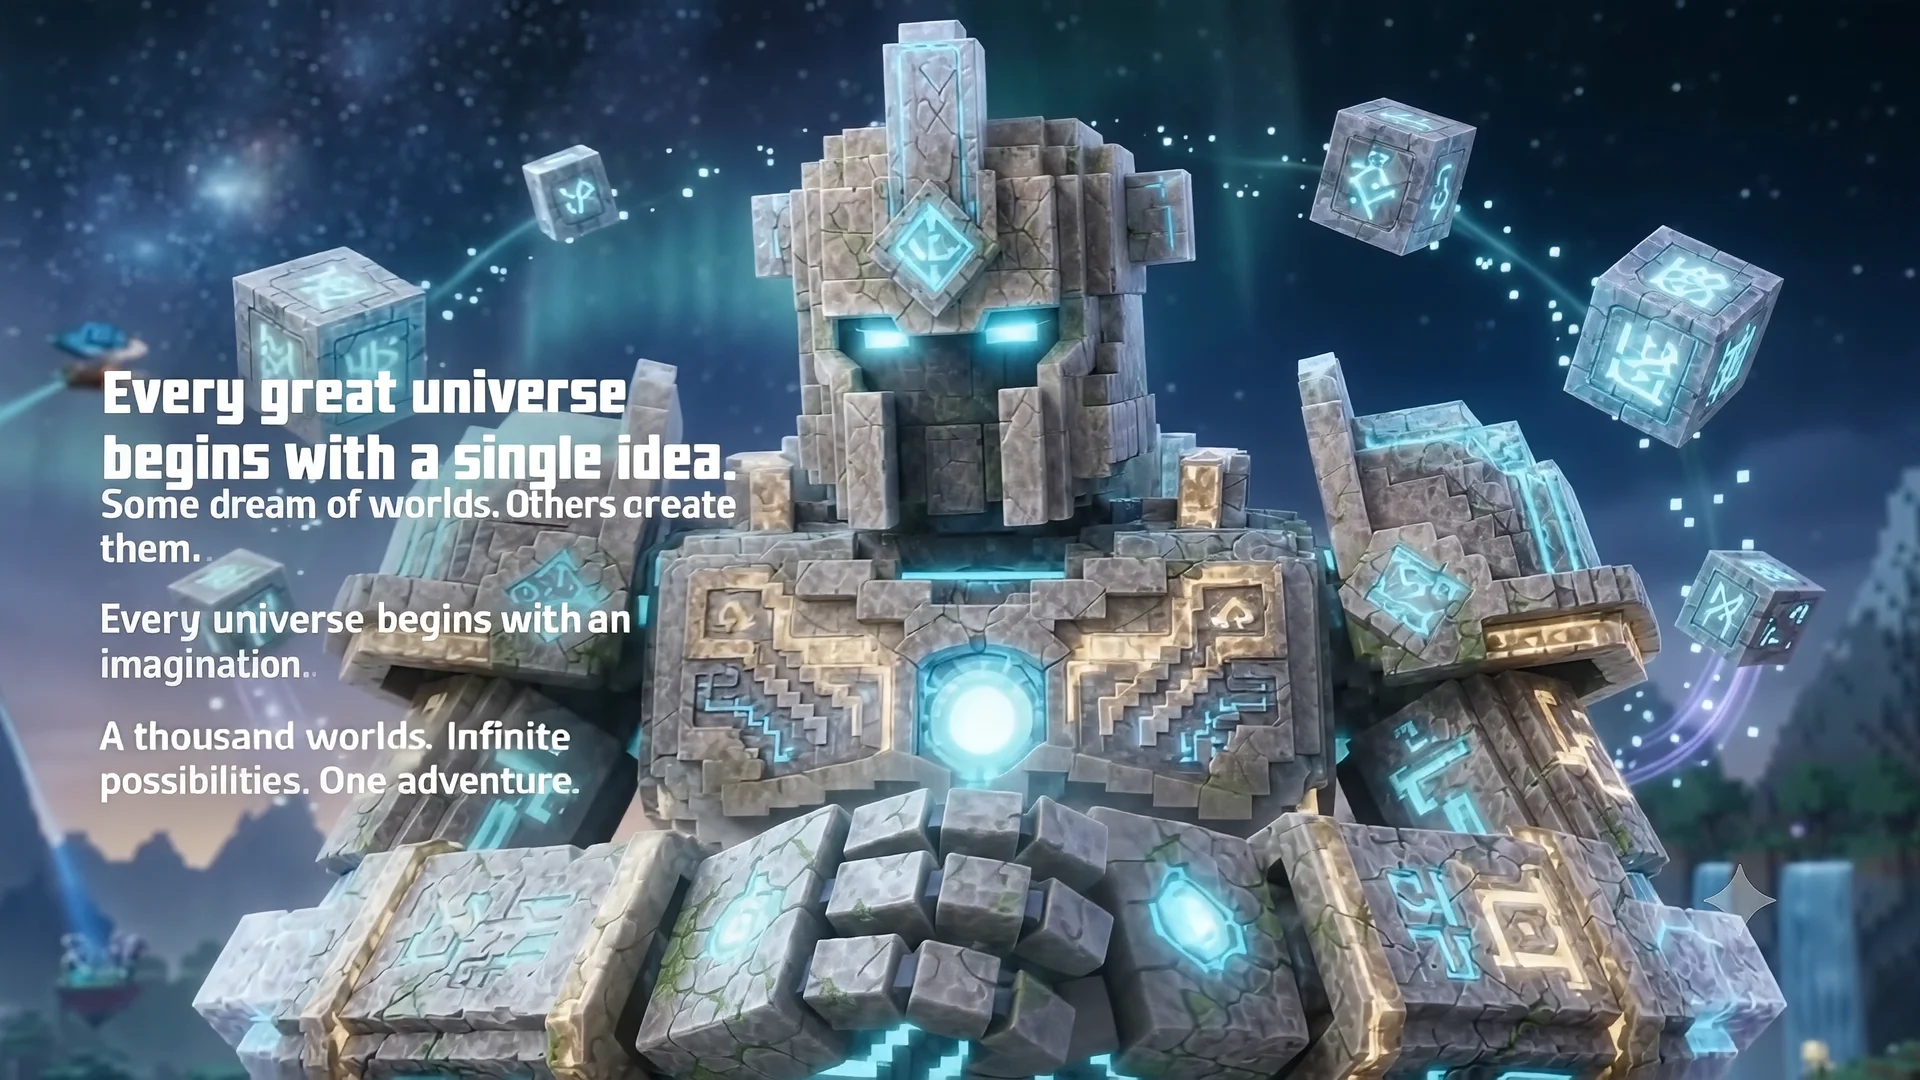 Every great universe
begins with a single idea.
Some dream of worlds. Others create
them.
Every universe begins with an
imagination..
A thousand worlds. Infinite
possibilities. One adventure.